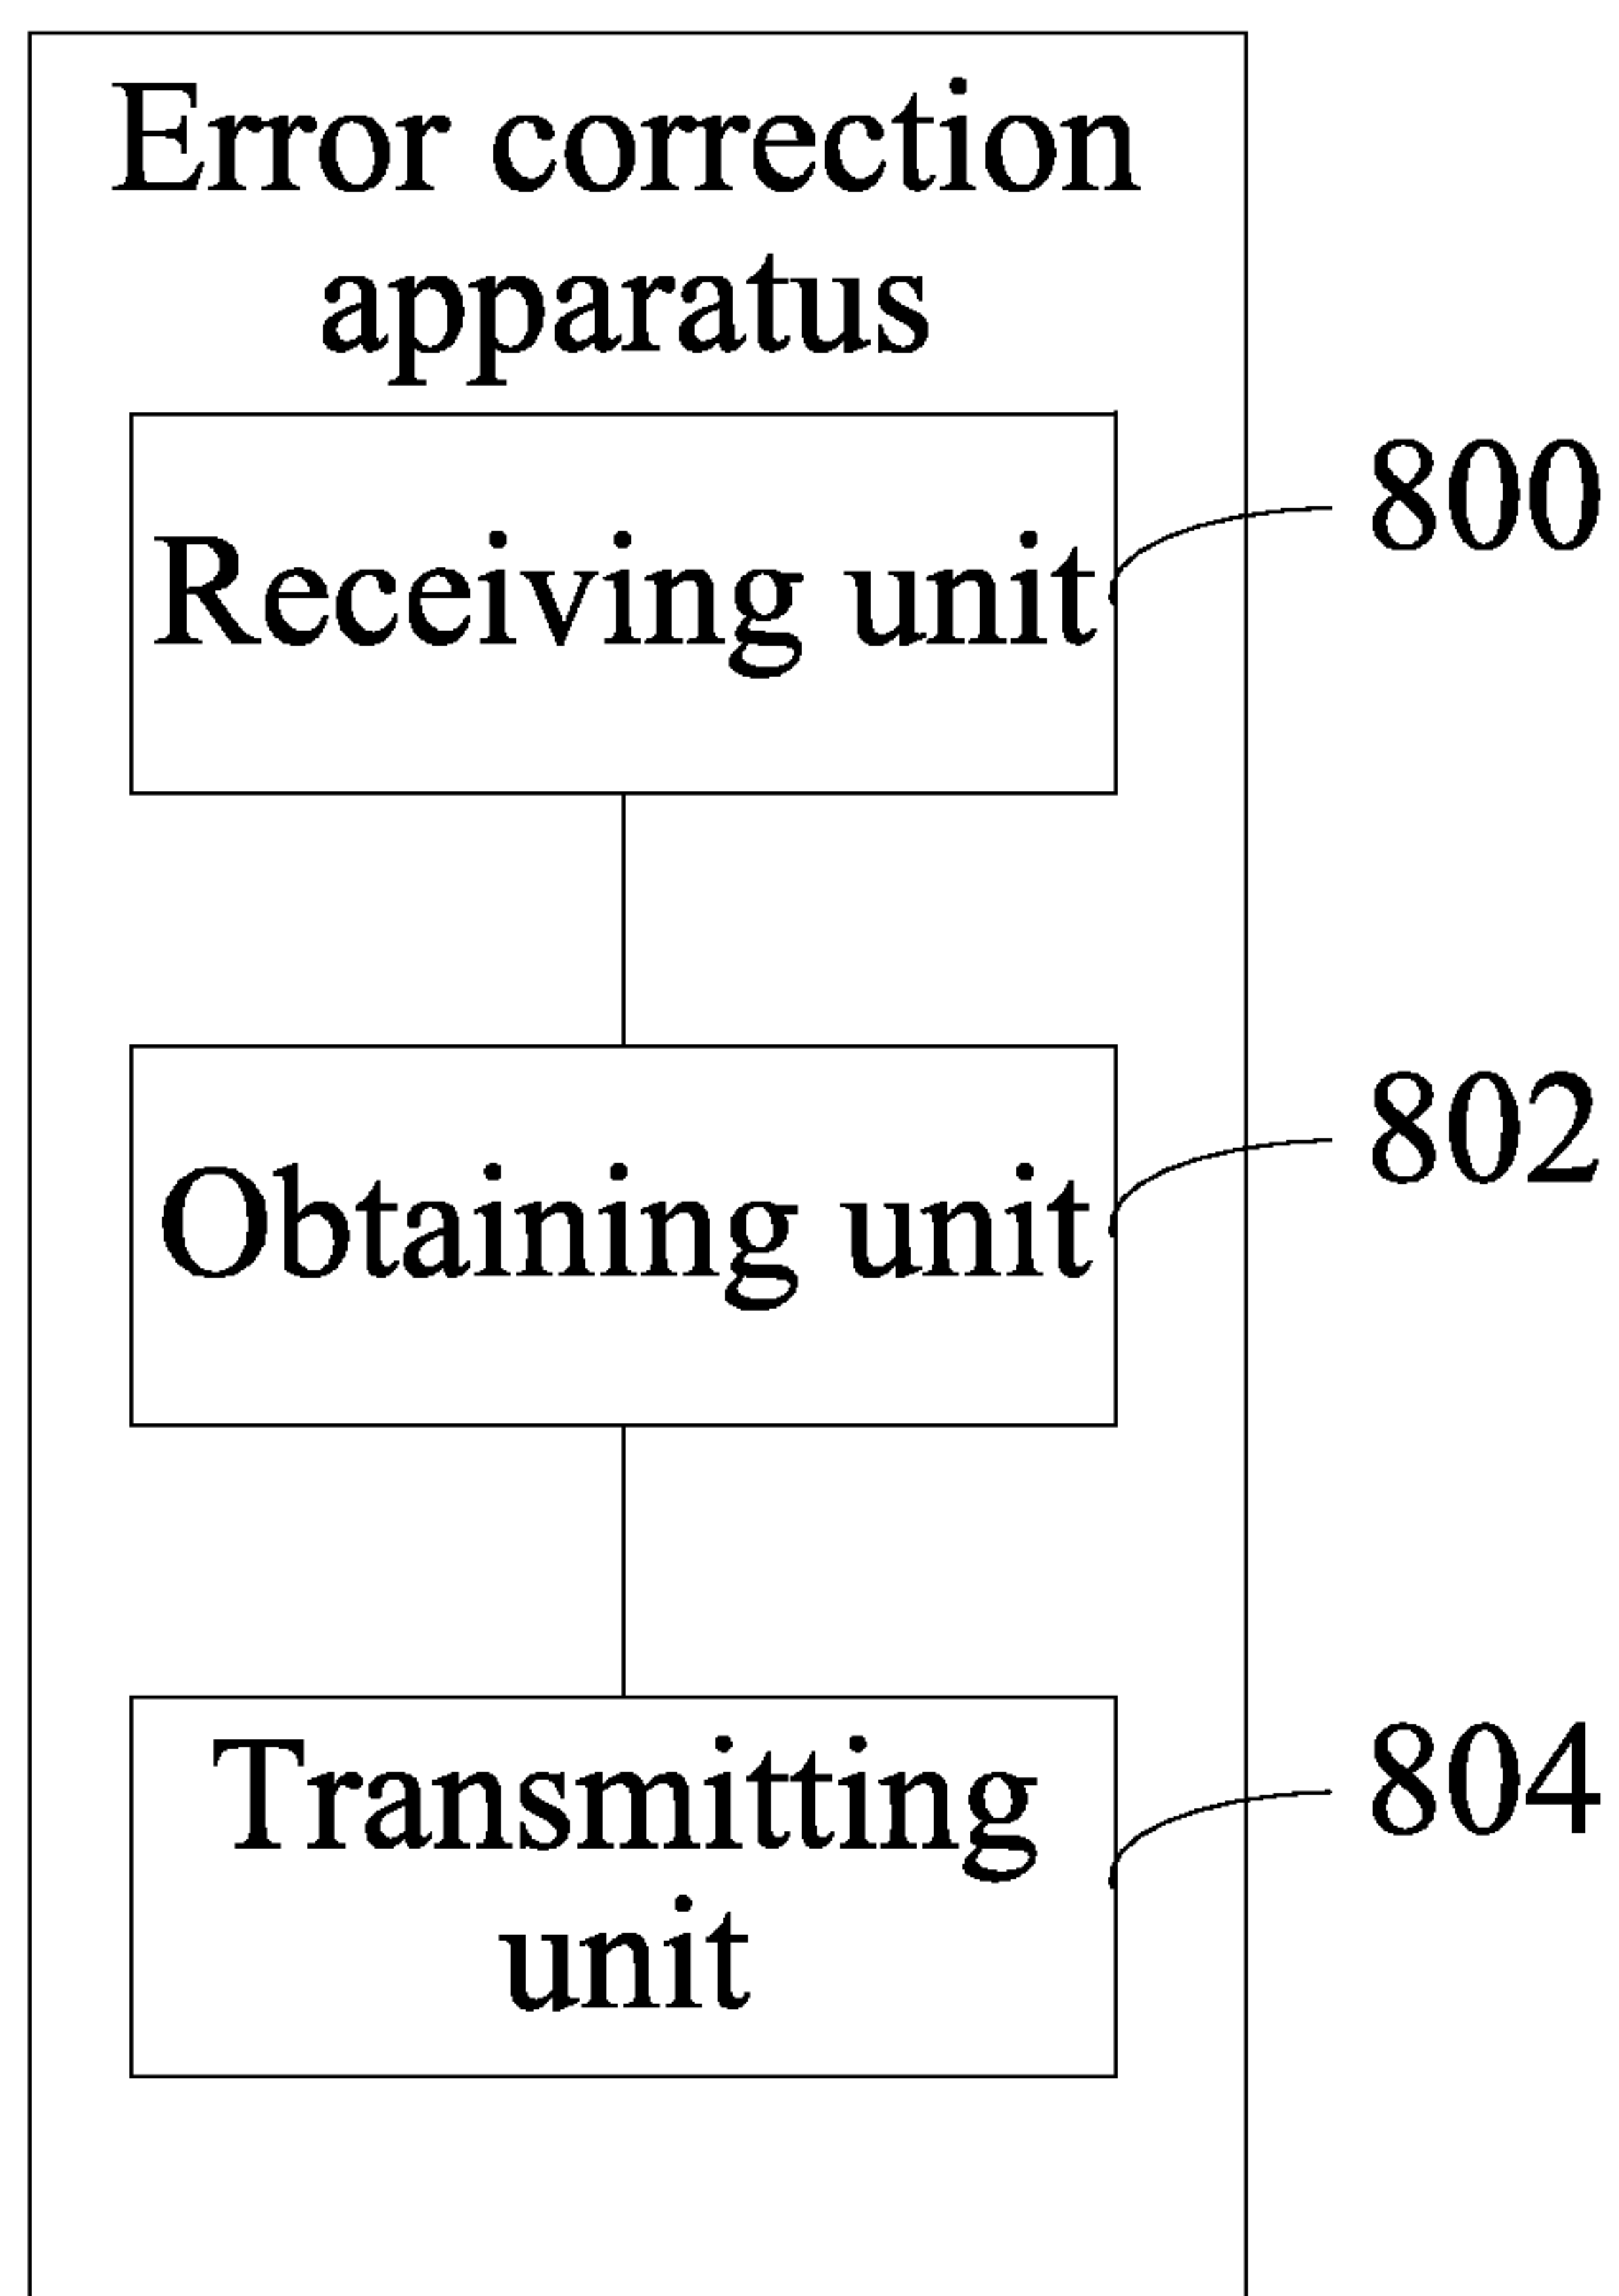 Error correction
apparatus
Receiving unit
800
Obtaining unit
802
Transmitting
unit
804